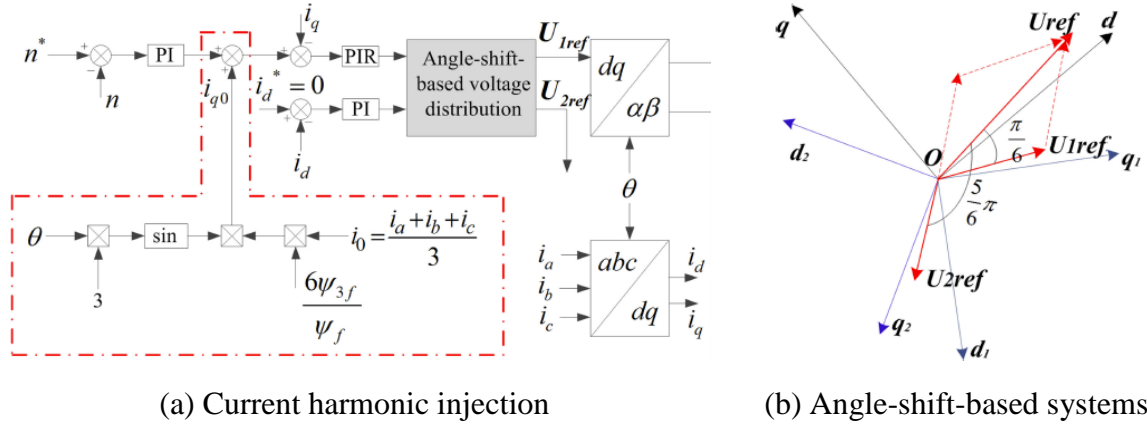 n* + − n PI + + i_q0 + − i_q PIR
i_d* = 0 + − i_d PI
Angle-shift-
based voltage
distribution
U1ref
U2ref
dq
αβ
θ
θ 3 sin i_0 = (i_a + i_b + i_c)/3
6ψ_3f/ψ_f
i_a
i_b
i_c
abc
dq
i_d
i_q
q
Uref
d
d_2
O
π/6
U1ref
q_1
5/6 π
U2ref
q_2
d_1
(a) Current harmonic injection
(b) Angle-shift-based systems